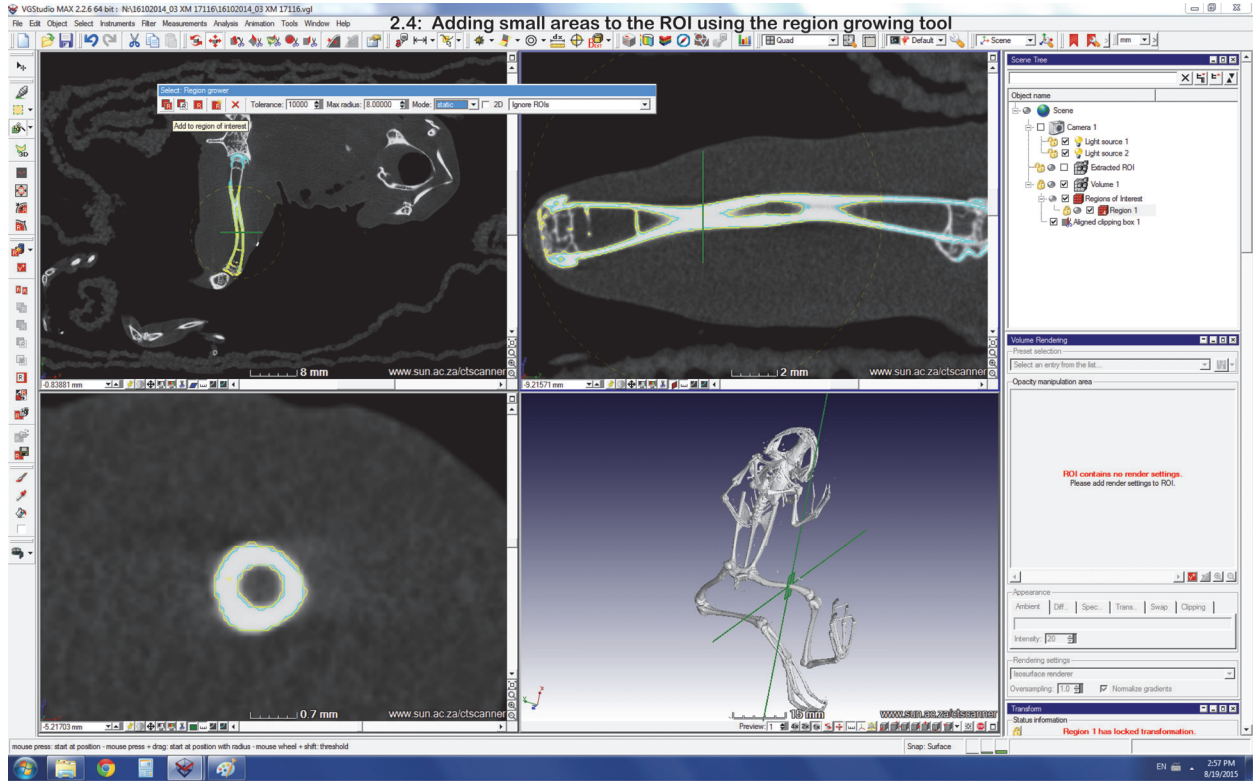 VGStudio MAX 2.2.6 64 bit : N:\16102014_03 XM 17116\16102014_03 XM 17116.vgl
File Edit Object Select Instruments Filter Measurements Analysis Animation Tools Window Help
2.4: Adding small areas to the ROI using the region growing tool
Quad
Default
Scene
mm
Select: Region grower
Tolerance: 10000 Max radius: 8.00000 Mode: static 2D Ignore ROIs
Add to region of interest
8 mm
www.sun.ac.za/ctscanner
-0.83881 mm
2 mm
www.sun.ac.za/ctscanner
-9.21571 mm
0.7 mm
www.sun.ac.za/ctscanner
-5.21703 mm
15 mm
www.sun.ac.za/ctscanner
Preview: 1
Scene Tree
Object name
Scene
Camera 1
Light source 1
Light source 2
Extracted ROI
Volume 1
Regions of Interest
Region 1
Aligned clipping box 1
Volume Rendering
Preset selection
Select an entry from the list...
Opacity manipulation area
ROI contains no render settings.
Please add render settings to ROI.
Appearance
Ambient Diff... Spec... Trans... Swap Clipping
Intensity: 20
Rendering settings
Isosurface renderer
Oversampling: 1.0 Normalize gradients
Transform
Status information
Region 1 has locked transformation.
mouse press: start at position - mouse press + drag: start at position with radius - mouse wheel + shift: threshold
Snap: Surface
EN
2:57 PM
8/19/2015